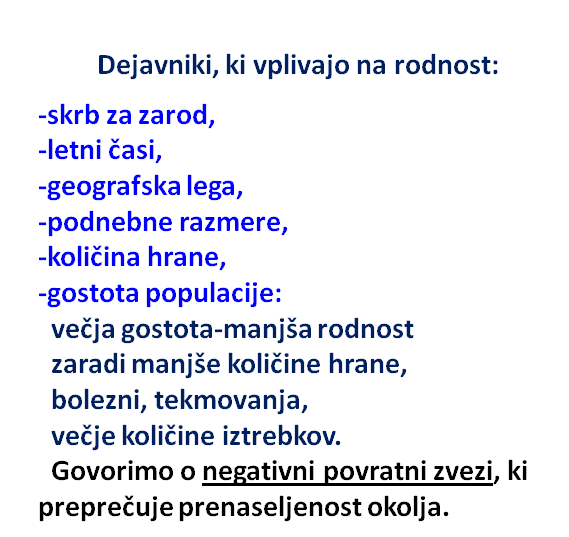 Dejavniki, ki vplivajo na rodnost:
-skrb za zarod,
-letni časi,
-geografska lega,
-podnebne razmere,
-količina hrane,
-gostota populacije:
večja gostota-manjša rodnost
zaradi manjše količine hrane,
bolezni, tekmovanja,
večje količine iztrebkov.
Govorimo o negativni povratni zvezi, ki
preprečuje prenaseljenost okolja.